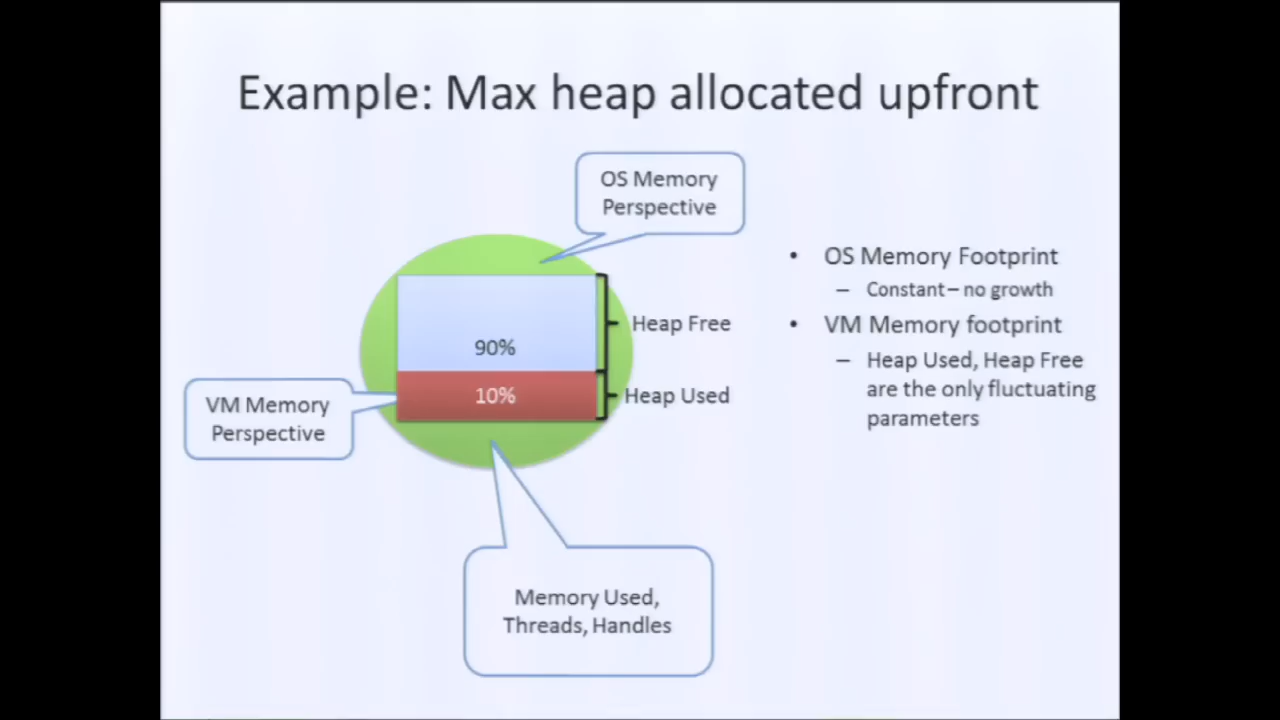 Example: Max heap allocated upfront
OS Memory
Perspective
90%
10%
Heap Free
Heap Used
VM Memory
Perspective
Memory Used,
Threads, Handles
• OS Memory Footprint
– Constant – no growth
• VM Memory footprint
– Heap Used, Heap Free
are the only fluctuating
parameters